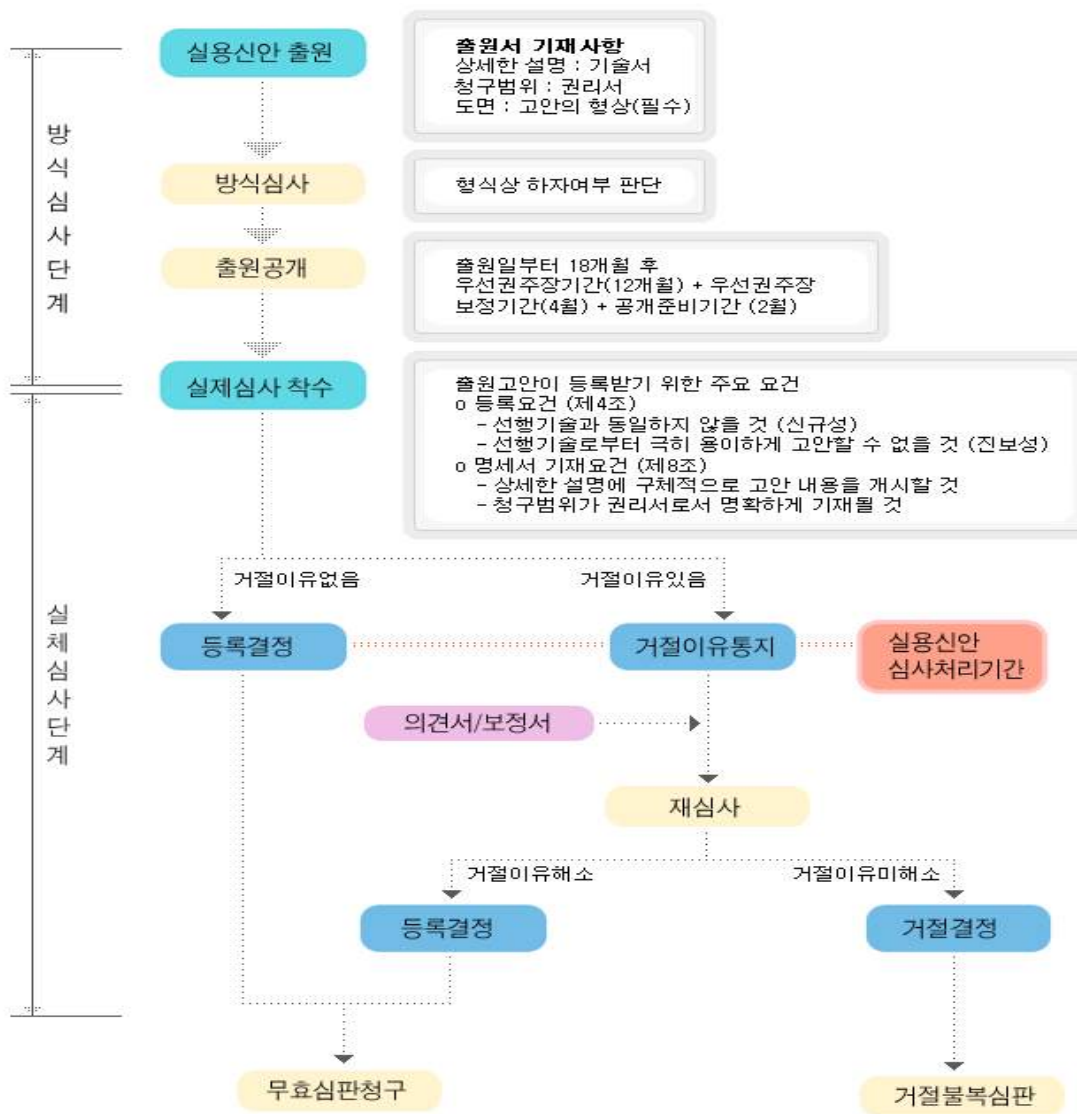 실용신안 출원
출원서 기재사항
상세한 설명 : 기술서
청구범위 : 권리서
도면 : 고안의 형상(필수)
방식심사단계
방식심사
형식상 하자여부 판단
출원공개
출원일부터 18개월 후
우선권주장기간(12개월) + 우선권주장
보정기간(4월) + 공개준비기간 (2월)
실제심사 착수
출원고안이 등록받기 위한 주요 요건
o 등록요건 (제4조)
- 선행기술과 동일하지 않을 것 (신규성)
- 선행기술로부터 극히 용이하게 고안할 수 없을 것 (진보성)
o 명세서 기재요건 (제8조)
- 상세한 설명에 구체적으로 고안 내용을 개시할 것
- 청구범위가 권리서로서 명확하게 기재될 것
실체심사단계
거절이유없음
거절이유있음
등록결정
거절이유통지
실용신안
심사처리기간
의견서/보정서
재심사
거절이유해소
거절이유미해소
등록결정
거절결정
무효심판청구
거절불복심판